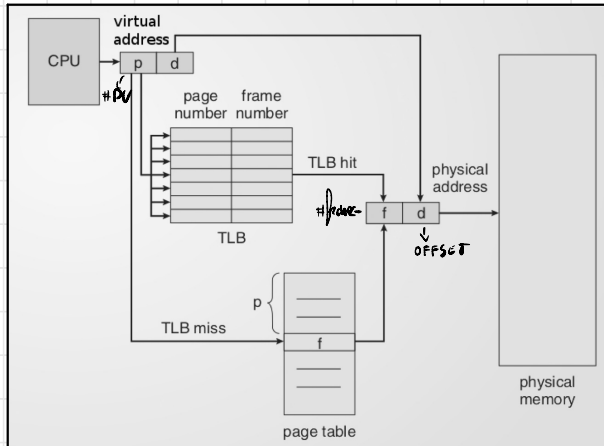 virtual
address
CPU
p d
page
number
frame
number
TLB hit
TLB
physical
address
f d
OFFSET
p
TLB miss
f
page table
physical
memory